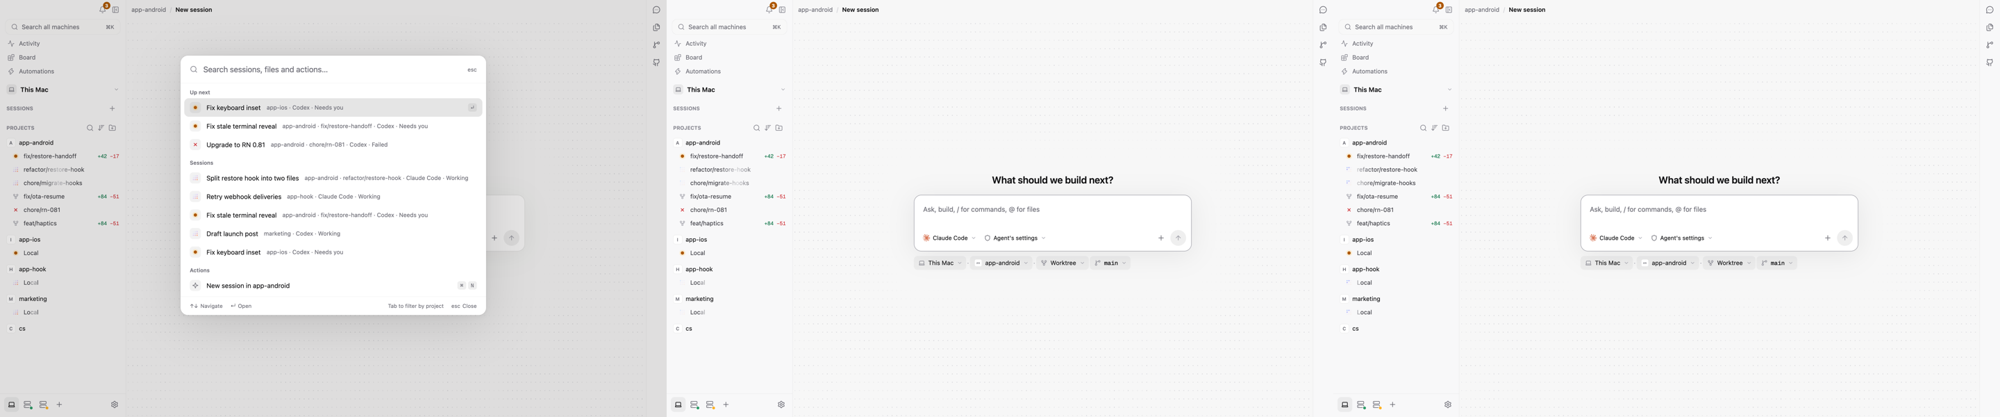 3
app-android / New session
Search all machines ⌘K
Activity
Board
Automations
This Mac
SESSIONS
PROJECTS
A app-android
fix/restore-handoff +42 -17
refactor/restore-hook
chore/migrate-hooks
fix/ota-resume +84 -51
chore/rn-081
feat/haptics +84 -51
I app-ios
Local
H app-hook
Local
M marketing
Local
C cs
Search sessions, files and actions... esc
Up next
Fix keyboard inset app-ios · Codex · Needs you
Fix stale terminal reveal app-android · fix/restore-handoff · Codex · Needs you
Upgrade to RN 0.81 app-android · chore/rn-081 · Codex · Failed
Sessions
Split restore hook into two files app-android · refactor/restore-hook · Claude Code · Working
Retry webhook deliveries app-hook · Claude Code · Working
Fix stale terminal reveal app-android · fix/restore-handoff · Codex · Needs you
Draft launch post marketing · Codex · Working
Fix keyboard inset app-ios · Codex · Needs you
Actions
New session in app-android ⌘ N
↑↓ Navigate ↵ Open Tab to filter by project esc Close
3
app-android / New session
Search all machines ⌘K
Activity
Board
Automations
This Mac
SESSIONS
PROJECTS
A app-android
fix/restore-handoff +42 -17
refactor/restore-hook
chore/migrate-hooks
fix/ota-resume +84 -51
chore/rn-081
feat/haptics +84 -51
I app-ios
Local
H app-hook
Local
M marketing
Local
C cs
What should we build next?
Ask, build, / for commands, @ for files
Claude Code Agent's settings
This Mac app-android Worktree main
3
app-android / New session
Search all machines ⌘K
Activity
Board
Automations
This Mac
SESSIONS
PROJECTS
A app-android
fix/restore-handoff +42 -17
refactor/restore-hook
chore/migrate-hooks
fix/ota-resume +84 -51
chore/rn-081
feat/haptics +84 -51
I app-ios
Local
H app-hook
Local
M marketing
Local
C cs
What should we build next?
Ask, build, / for commands, @ for files
Claude Code Agent's settings
This Mac app-android Worktree main